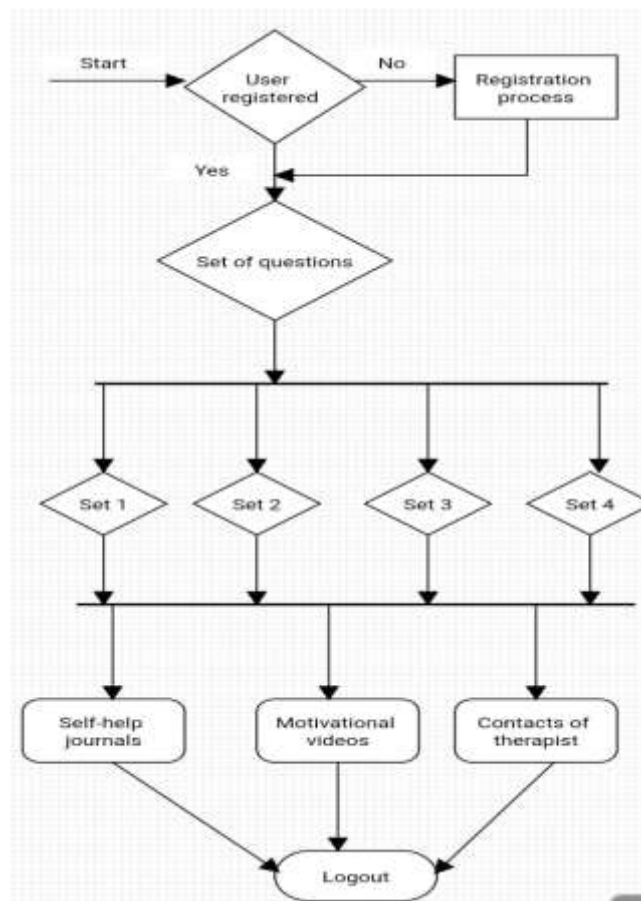 Start
User
registered
No
Registration
process
Yes
Set of questions
Set 1
Set 2
Set 3
Set 4
Self-help
journals
Motivational
videos
Contacts of
therapist
Logout